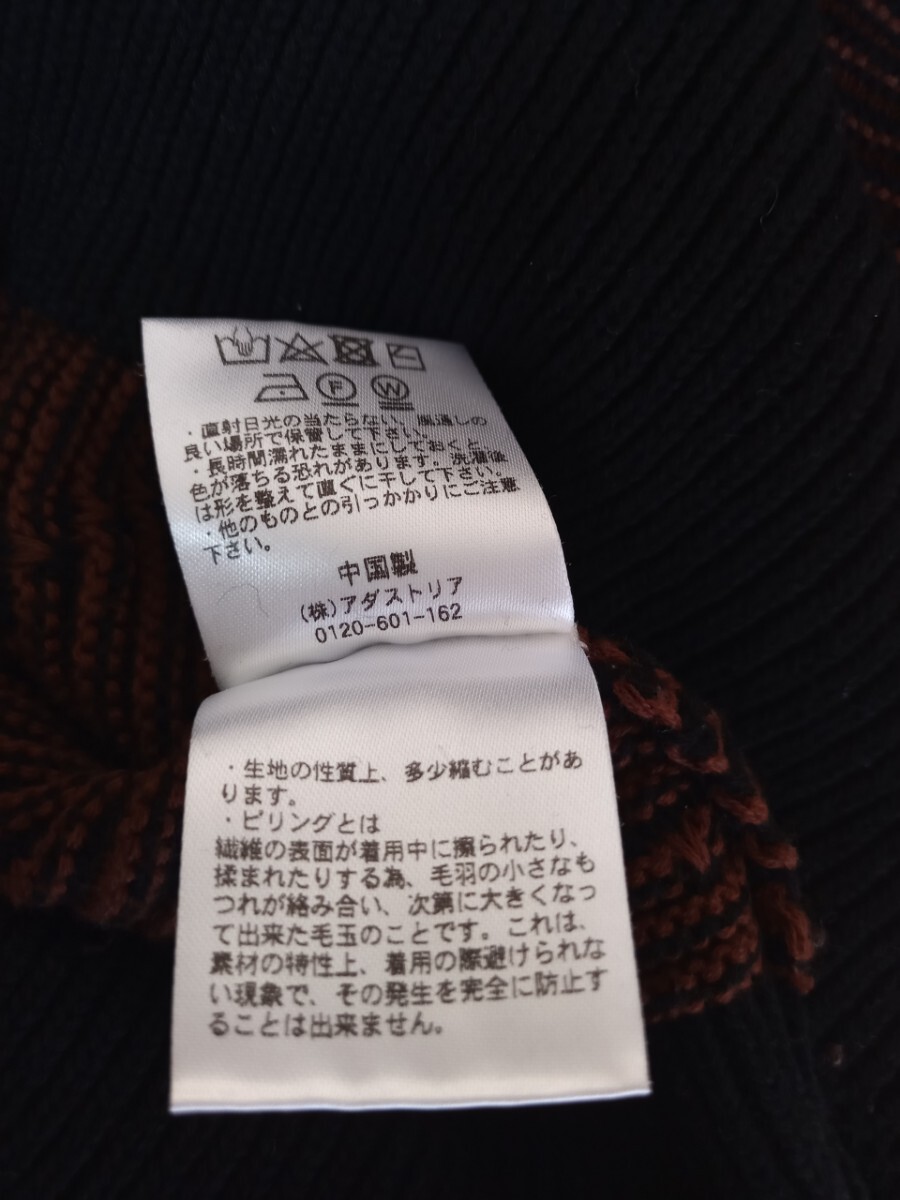 F W
・直射日光の当たらない、風通しの
良い場所で保管して下さい。
・長時間濡れたままにしておくと、
色が落ちる恐れがあります。洗濯後
は形を整えて直ぐに干して下さい。
・他のものとの引っかかりにご注意
下さい。
中国製
(株)アダストリア
0120-601-162
・生地の性質上、多少縮むことがあ
ります。
・ピリングとは
繊維の表面が着用中に擦られたり、
揉まれたりする為、毛羽の小さなも
つれが絡み合い、次第に大きくなっ
て出来た毛玉のことです。これは、
素材の特性上、着用の際避けられな
い現象で、その発生を完全に防止す
ることは出来ません。